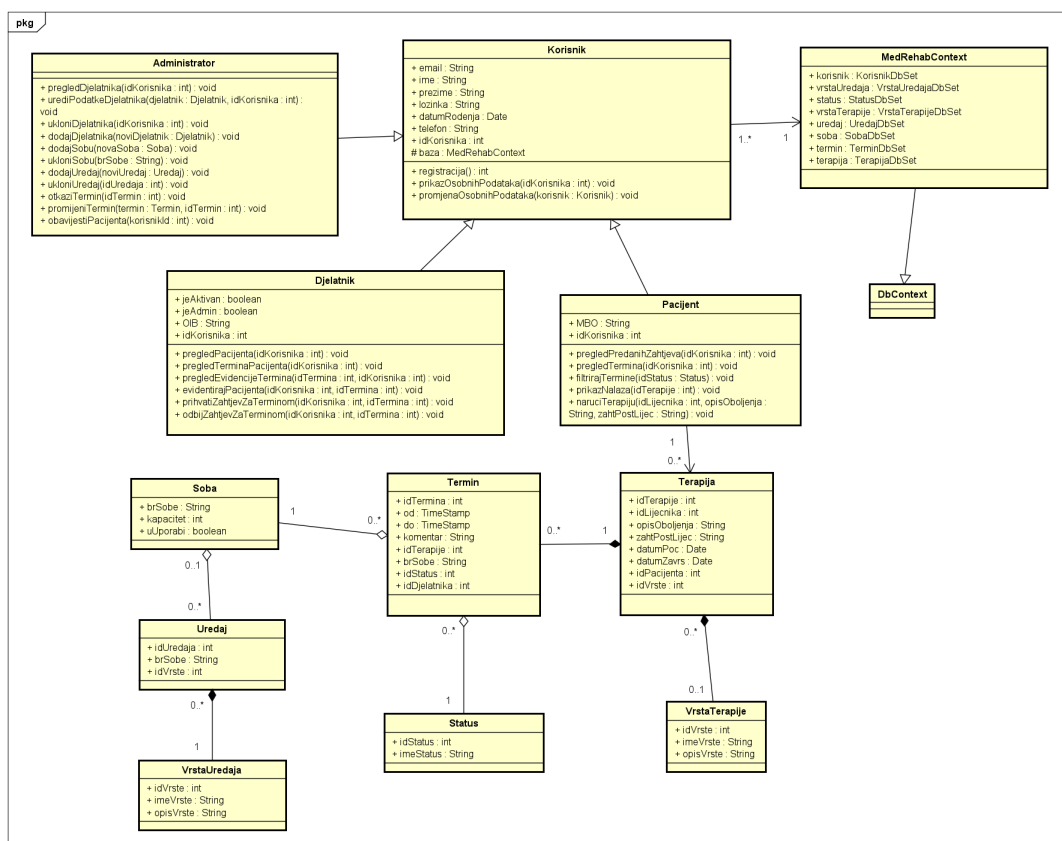 pkg
Administrator
+ pregledDjelatnika(idKorisnika : int) : void
+ urediPodatkeDjelatnika(djelatnik : Djelatnik, idKorisnika : int) :
void
+ ukloniDjelatnika(idKorisnika : int) : void
+ dodajDjelatnika(noviDjelatnik : Djelatnik) : void
+ dodajSobu(novaSoba : Soba) : void
+ ukloniSobu(brSobe : String) : void
+ dodajUredaj(noviUredaj : Uredaj) : void
+ ukloniUredaj(idUredaja : int) : void
+ otkaziTermin(idTermin : int) : void
+ promijeniTermin(termin : Termin, idTermin : int) : void
+ obavijestiPacijenta(korisnikId : int) : void
Korisnik
+ email : String
+ ime : String
+ prezime : String
+ lozinka : String
+ datumRodenja : Date
+ telefon : String
+ idKorisnika : int
# baza : MedRehabContext
+ registracija() : int
+ prikazOsobnihPodataka(idKorisnika : int) : void
+ promjenaOsobnihPodataka(korisnik : Korisnik) : void
1..*
1
MedRehabContext
+ korisnik : KorisnikDbSet
+ vrstaUredaja : VrstaUredajaDbSet
+ status : StatusDbSet
+ vrstaTerapije : VrstaTerapijeDbSet
+ uredaj : UredajDbSet
+ soba : SobaDbSet
+ termin : TerminDbSet
+ terapija : TerapijaDbSet
DbContext
Djelatnik
+ jeAktivan : boolean
+ jeAdmin : boolean
+ OIB : String
+ idKorisnika : int
+ pregledPacijenta(idKorisnika : int) : void
+ pregledTerminaPacijenta(idKorisnika : int) : void
+ pregledEvidencijeTermina(idTermina : int, idKorisnika : int) : void
+ evidentirajPacijenta(idKorisnika : int, idTermina : int) : void
+ prihvatiZahtjevZaTerminom(idKorisnika : int, idTermina : int) : void
+ odbijZahtjevZaTerminom(idKorisnika : int, idTermina : int) : void
Pacijent
+ MBO : String
+ idKorisnika : int
+ pregledPredanihZahtjeva(idKorisnika : int) : void
+ pregledTermina(idKorisnika : int) : void
+ filtrirajTermine(idStatus : Status) : void
+ prikazNalaza(idTerapije : int) : void
+ naruciTerapiju(idLijecnika : int, opisOboljenja :
String, zahtPostLijec : String) : void
1
0..*
Soba
+ brSobe : String
+ kapacitet : int
+ uUporabi : boolean
1
0..*
Termin
+ idTermina : int
+ od : TimeStamp
+ do : TimeStamp
+ komentar : String
+ idTerapije : int
+ brSobe : String
+ idStatus : int
+ idDjelatnika : int
0..*
1
Terapija
+ idTerapije : int
+ idLijecnika : int
+ opisOboljenja : String
+ zahtPostLijec : String
+ datumPoc : Date
+ datumZavrs : Date
+ idPacijenta : int
+ idVrste : int
0..1
0..*
Uredaj
+ idUredaja : int
+ brSobe : String
+ idVrste : int
0..*
1
VrstaUredaja
+ idVrste : int
+ imeVrste : String
+ opisVrste : String
0..*
1
Status
+ idStatus : int
+ imeStatus : String
0..*
0..1
VrstaTerapije
+ idVrste : int
+ imeVrste : String
+ opisVrste : String